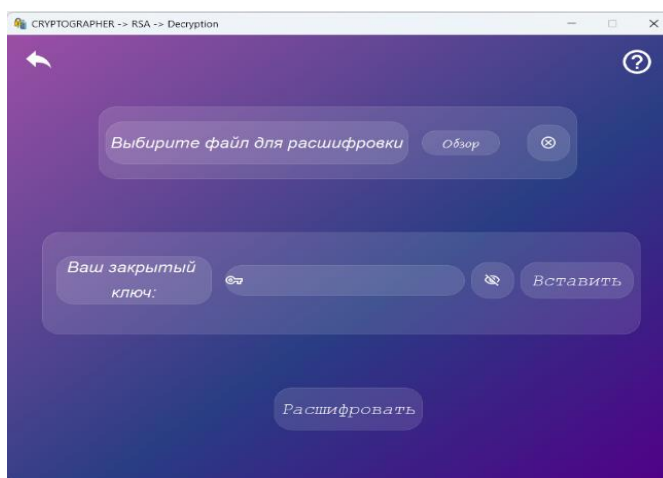 CRYPTOGRAPHER -> RSA -> Decryption
Выбирите файл для расшифровки
Обзор
Ваш закрытый
ключ:
Вставить
Расшифровать